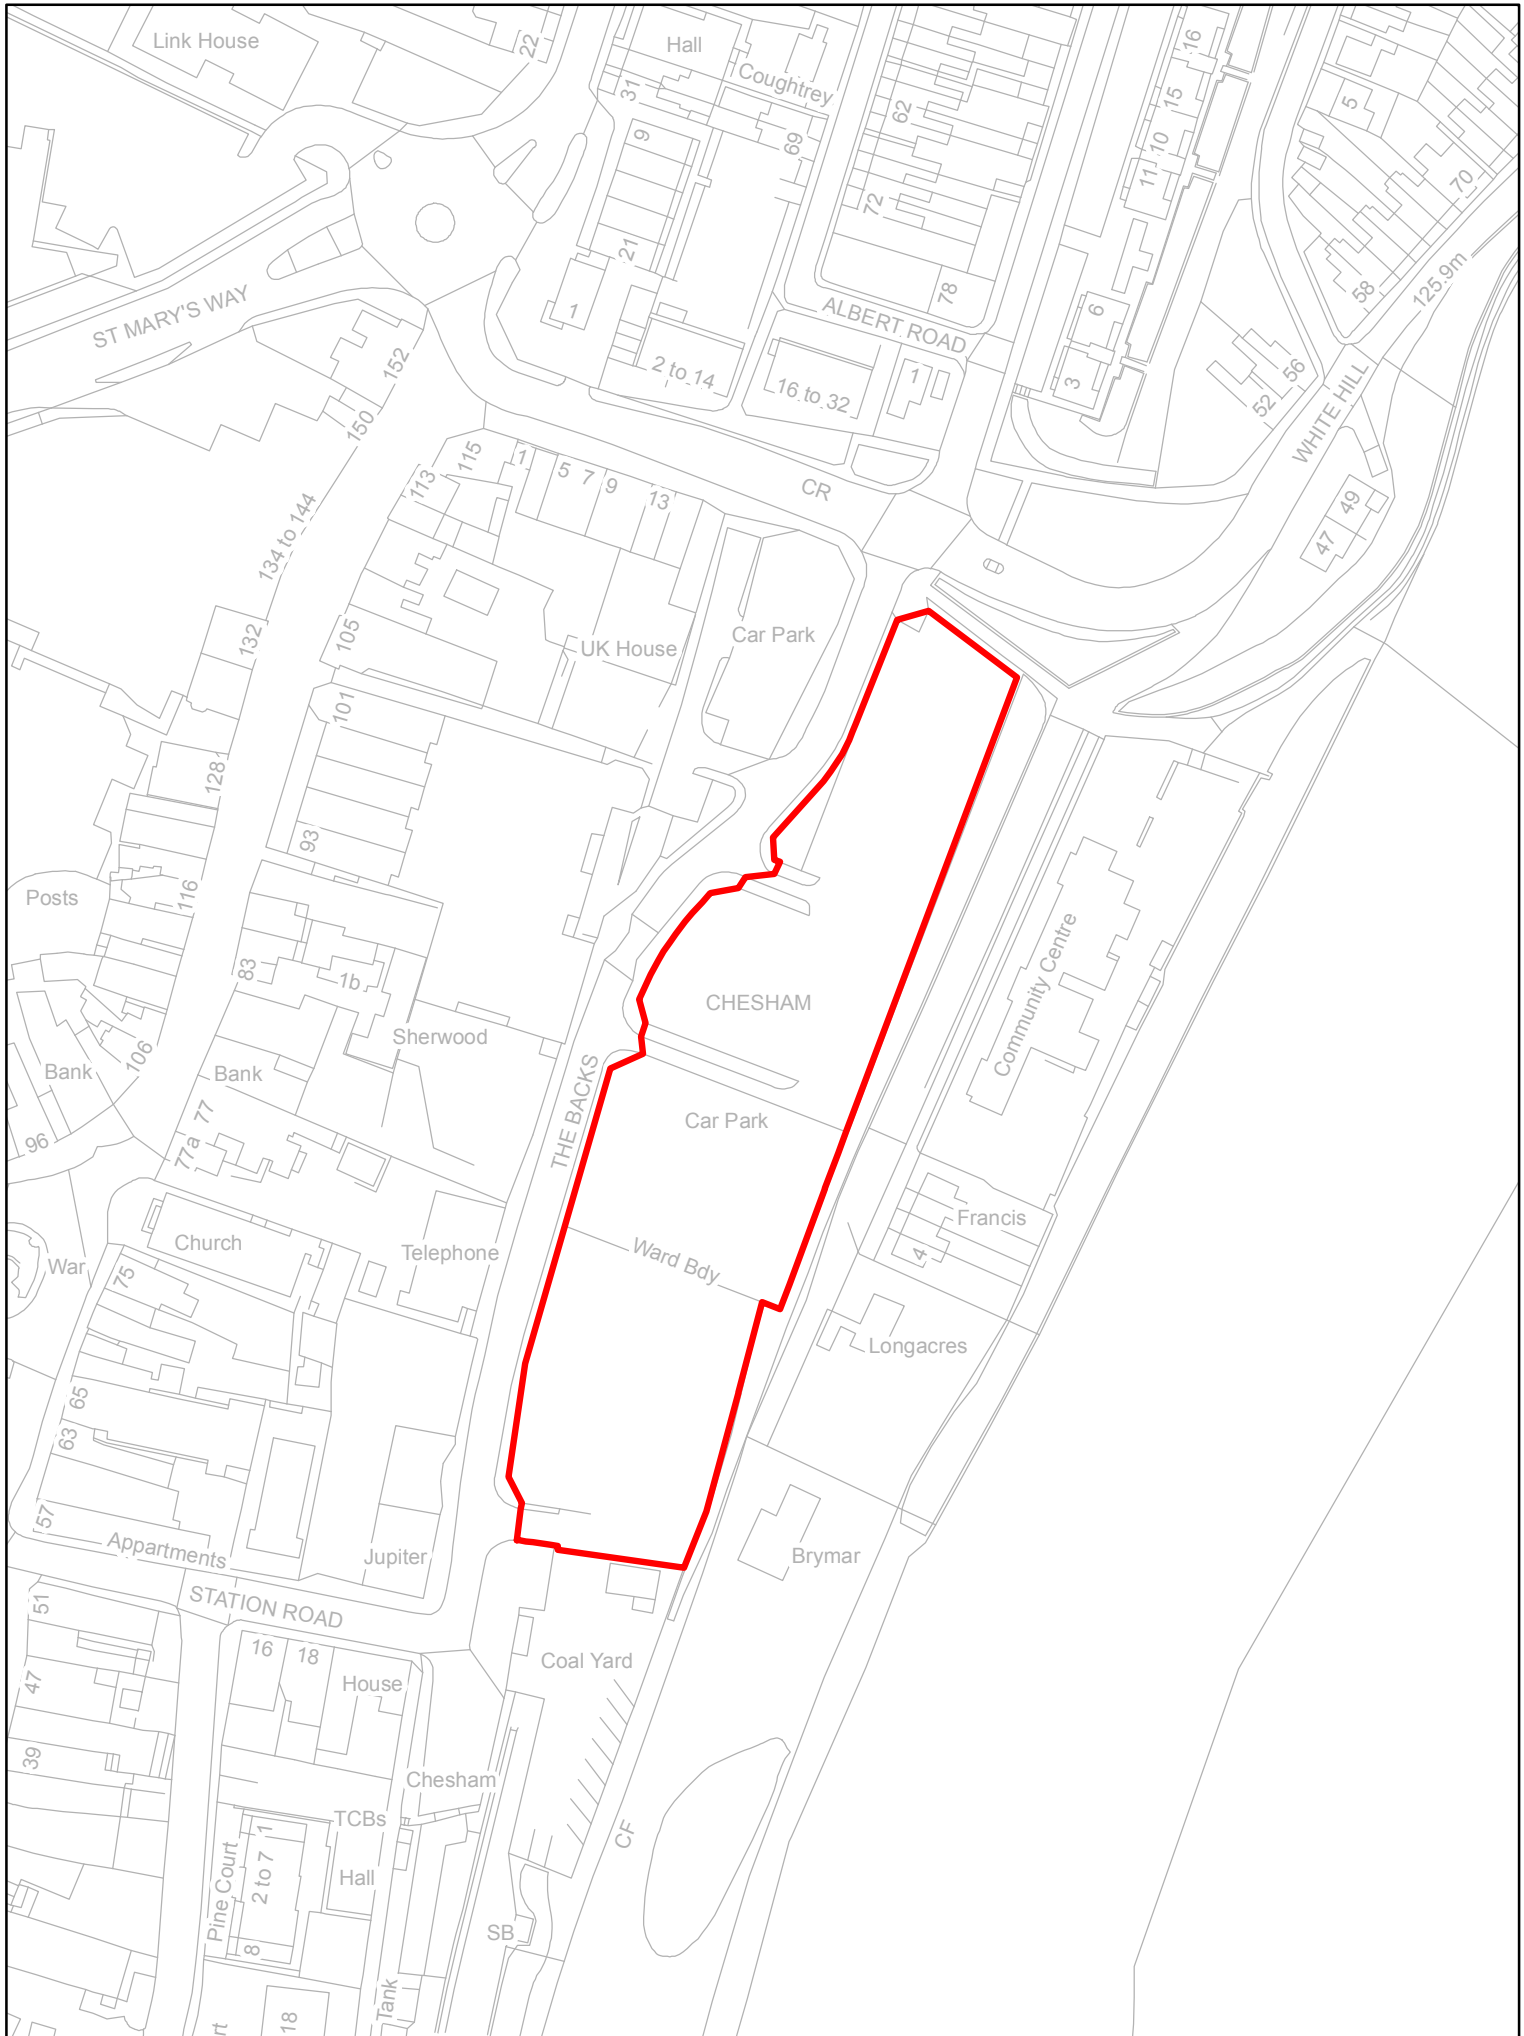 Link House
22
Hall
Coughtrey
31
9
62
69
16
15
10
11
5
70
72
21
1
78
ALBERT ROAD
6
58
125.9m
ST MARY'S WAY
152
2 to 14
16 to 32
1
3
56
52
WHITE HILL
150
115
113
1
5
7
9
13
CR
49
47
134 to 144
132
105
UK House
Car Park
101
128
93
116
Posts
83
1b
CHESHAM
Community Centre
Sherwood
Bank
106
Bank
THE BACKS
77
77a
96
Car Park
Church
War
Telephone
Ward Bdy
Francis
4
75
Longacres
65
63
57
Appartments
Jupiter
Brymar
STATION ROAD
51
16
18
House
Coal Yard
47
39
Chesham
TCBs
CF
1
2 to 7
Pine Court
Hall
8
SB
Tank
18
rt